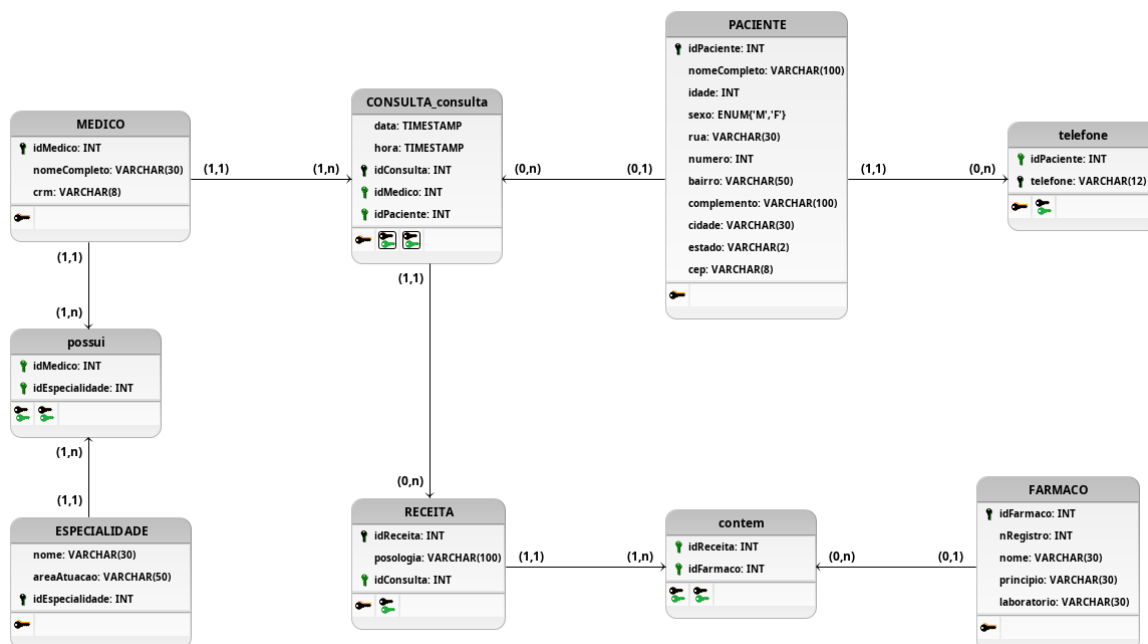 PACIENTE
idPaciente: INT
nomeCompleto: VARCHAR(100)
idade: INT
sexo: ENUM{'M','F'}
rua: VARCHAR(30)
numero: INT
bairro: VARCHAR(50)
complemento: VARCHAR(100)
cidade: VARCHAR(30)
estado: VARCHAR(2)
cep: VARCHAR(8)
CONSULTA_consulta
data: TIMESTAMP
hora: TIMESTAMP
idConsulta: INT
idMedico: INT
idPaciente: INT
MEDICO
idMedico: INT
nomeCompleto: VARCHAR(30)
crm: VARCHAR(8)
telefone
idPaciente: INT
telefone: VARCHAR(12)
(1,1)
(1,n)
(0,n)
(0,1)
(1,1)
(0,n)
(1,1)
(1,n)
(1,1)
possui
idMedico: INT
idEspecialidade: INT
(1,n)
(1,1)
(0,n)
ESPECIALIDADE
nome: VARCHAR(30)
areaAtuacao: VARCHAR(50)
idEspecialidade: INT
RECEITA
idReceita: INT
posologia: VARCHAR(100)
idConsulta: INT
(1,1)
(1,n)
contem
idReceita: INT
idFarmaco: INT
(0,n)
(0,1)
FARMACO
idFarmaco: INT
nRegistro: INT
nome: VARCHAR(30)
principio: VARCHAR(30)
laboratorio: VARCHAR(30)